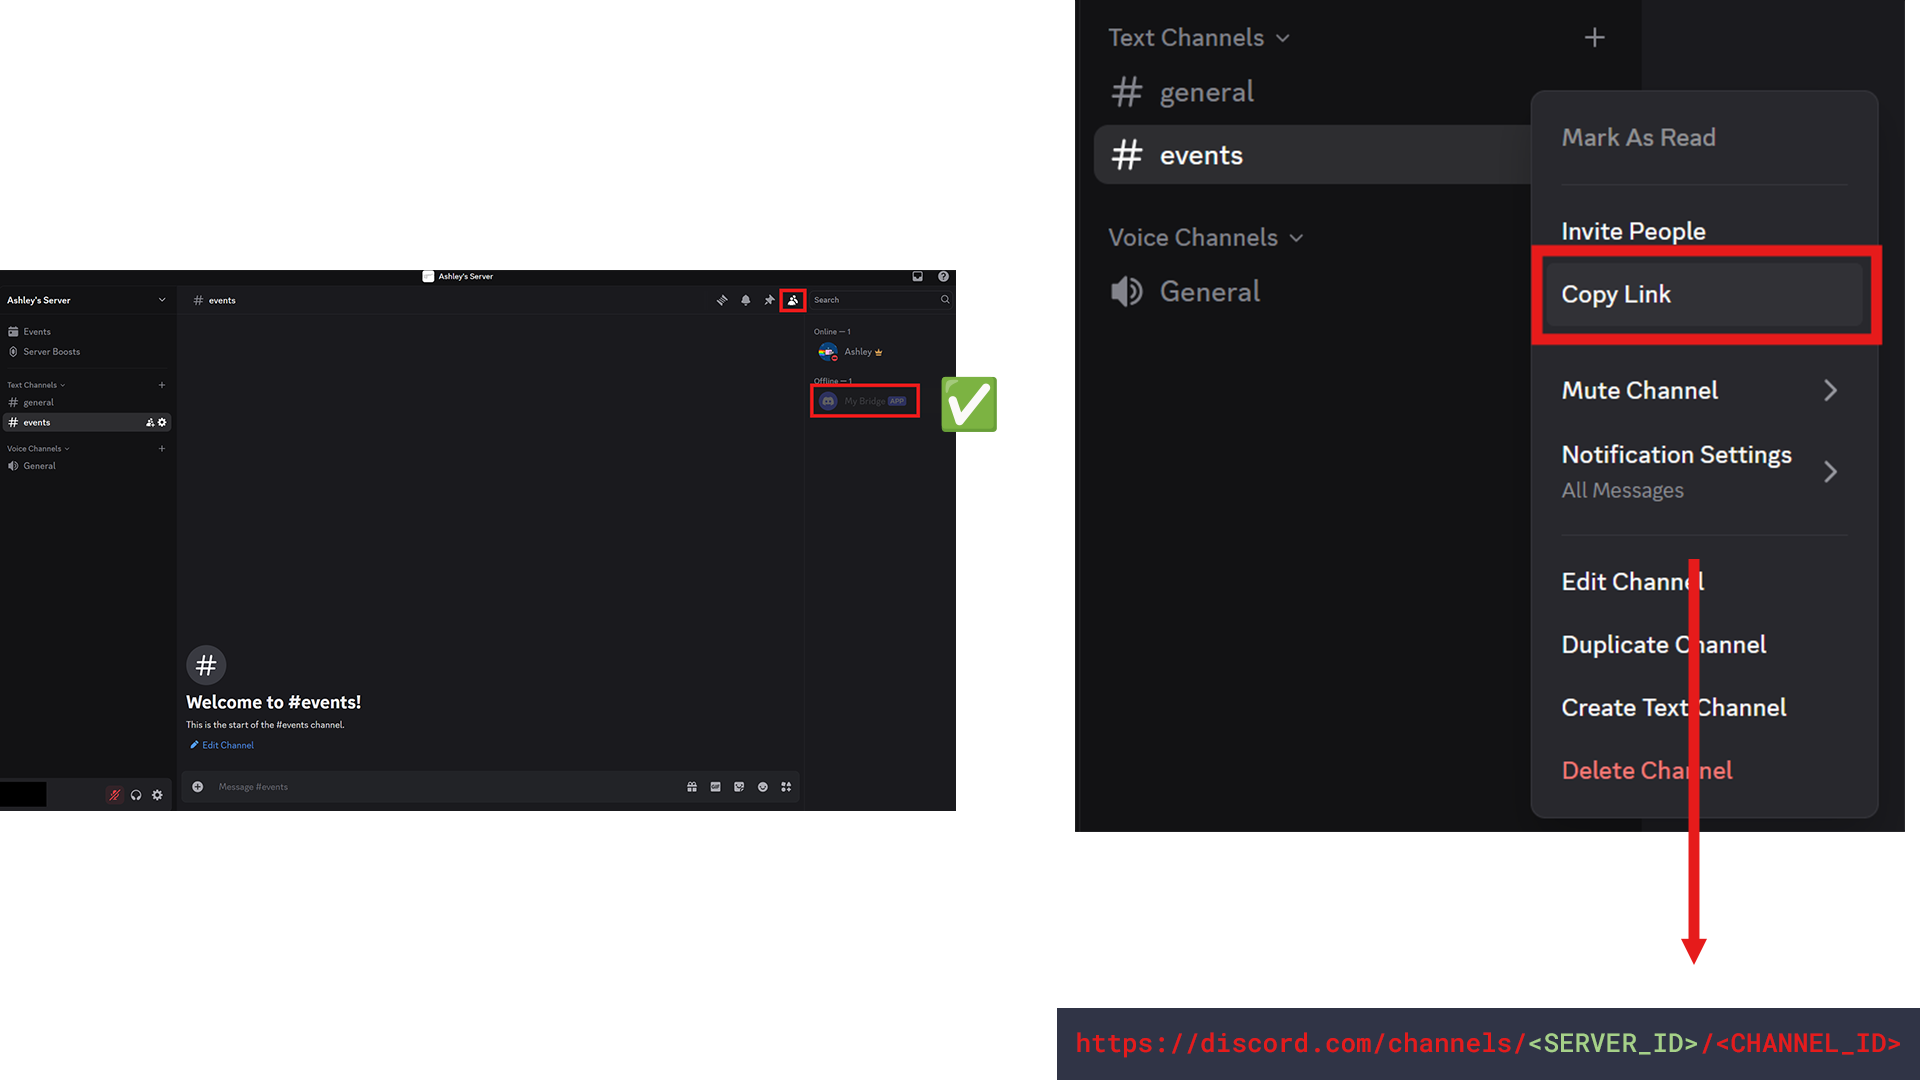 Ashley's Server
Ashley's Server
Events
Server Boosts
Text Channels
general
events
Voice Channels
General
events
Search
Online — 1
Ashley
Offline — 1
My Bridge APP
Welcome to #events!
This is the start of the #events channel.
Edit Channel
Message #events
Text Channels
general
events
Voice Channels
General
Mark As Read
Invite People
Copy Link
Mute Channel
Notification Settings
All Messages
Edit Channel
Duplicate Channel
Create Text Channel
Delete Channel
https://discord.com/channels/<SERVER_ID>/<CHANNEL_ID>